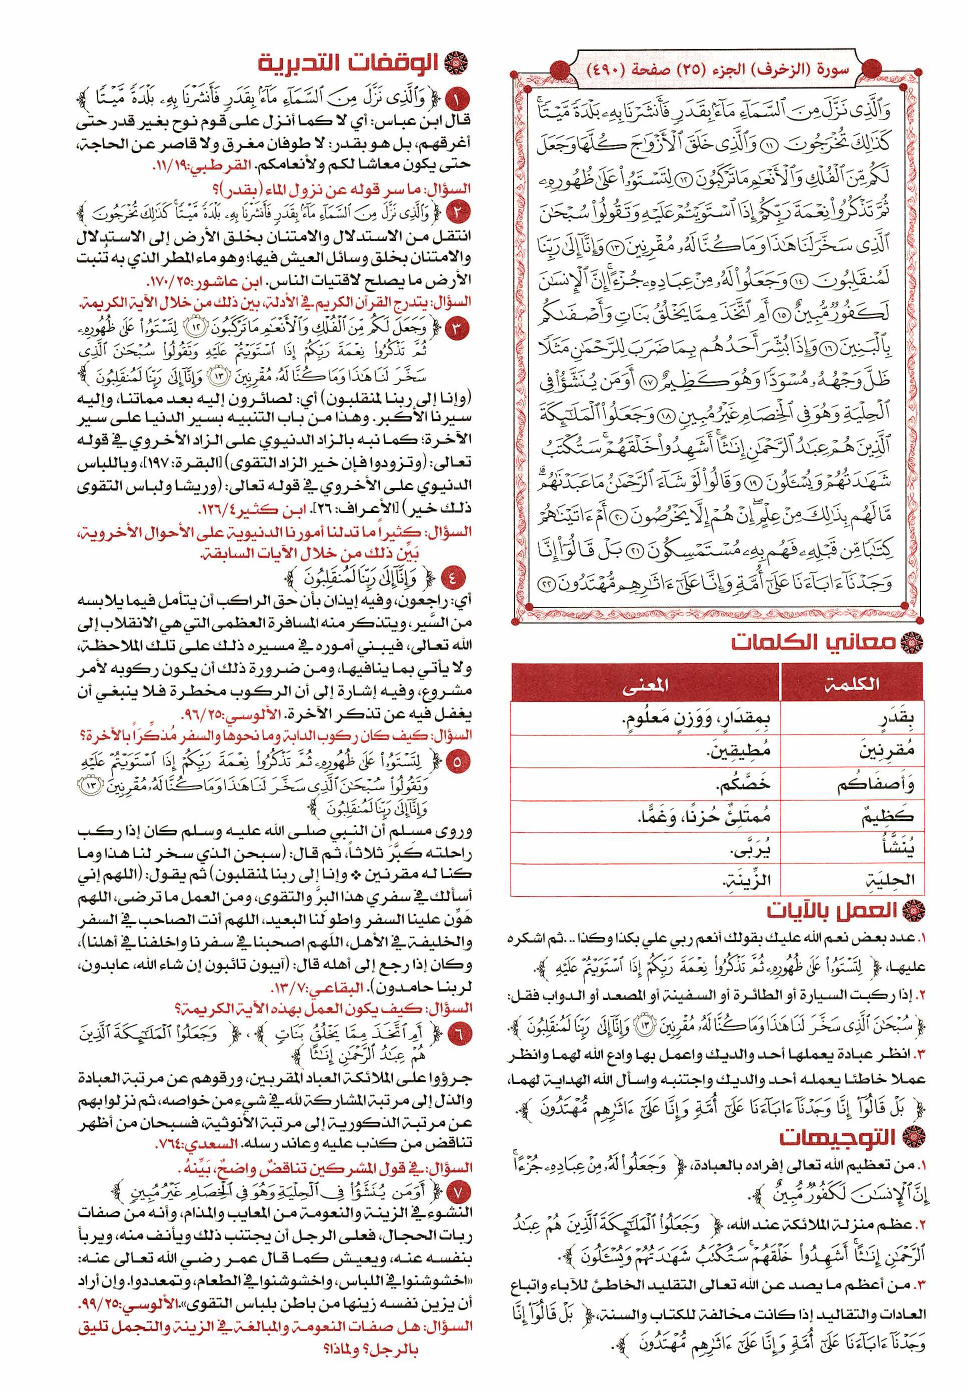 سورة (الزخرف) الجزء (٢٥) صفحة (٤٩٠)
وَالَّذِي نَزَّلَ مِنَ السَّمَاءِ مَاءً بِقَدَرٍ فَأَنشَرْنَا بِهِ بَلْدَةً مَّيْتًا
كَذَٰلِكَ تُخْرَجُونَ ۝١١ وَالَّذِي خَلَقَ الْأَزْوَاجَ كُلَّهَا وَجَعَلَ
لَكُم مِّنَ الْفُلْكِ وَالْأَنْعَامِ مَا تَرْكَبُونَ ۝١٢ لِتَسْتَوُوا عَلَىٰ ظُهُورِهِ
ثُمَّ تَذْكُرُوا نِعْمَةَ رَبِّكُمْ إِذَا اسْتَوَيْتُمْ عَلَيْهِ وَتَقُولُوا سُبْحَانَ
الَّذِي سَخَّرَ لَنَا هَٰذَا وَمَا كُنَّا لَهُ مُقْرِنِينَ ۝١٣ وَإِنَّا إِلَىٰ رَبِّنَا
لَمُنقَلِبُونَ ۝١٤ وَجَعَلُوا لَهُ مِنْ عِبَادِهِ جُزْءًا إِنَّ الْإِنسَانَ
لَكَفُورٌ مُّبِينٌ ۝١٥ أَمِ اتَّخَذَ مِمَّا يَخْلُقُ بَنَاتٍ وَأَصْفَاكُم
بِالْبَنِينَ ۝١٦ وَإِذَا بُشِّرَ أَحَدُهُم بِمَا ضَرَبَ لِلرَّحْمَٰنِ مَثَلًا
ظَلَّ وَجْهُهُ مُسْوَدًّا وَهُوَ كَظِيمٌ ۝١٧ أَوَمَن يُنَشَّؤُا فِي
الْحِلْيَةِ وَهُوَ فِي الْخِصَامِ غَيْرُ مُبِينٍ ۝١٨ وَجَعَلُوا الْمَلَائِكَةَ
الَّذِينَ هُمْ عِبَادُ الرَّحْمَٰنِ إِنَاثًا أَشَهِدُوا خَلْقَهُمْ سَتُكْتَبُ
شَهَادَتُهُمْ وَيُسْأَلُونَ ۝١٩ وَقَالُوا لَوْ شَاءَ الرَّحْمَٰنُ مَا عَبَدْنَاهُم
مَّا لَهُم بِذَٰلِكَ مِنْ عِلْمٍ إِنْ هُمْ إِلَّا يَخْرُصُونَ ۝٢٠ أَمْ آتَيْنَاهُمْ
كِتَابًا مِّن قَبْلِهِ فَهُم بِهِ مُسْتَمْسِكُونَ ۝٢١ بَلْ قَالُوا إِنَّا
وَجَدْنَا آبَاءَنَا عَلَىٰ أُمَّةٍ وَإِنَّا عَلَىٰ آثَارِهِم مُّهْتَدُونَ ۝٢٢
معاني الكلمات
الكلمة المعنى
بِقَدَرٍ بِمِقدَارٍ، وَوَزنٍ مَعلُومٍ.
مُقرِنِينَ مُطِيقِينَ.
وَأَصفَاكُم خَصَّكُم.
كَظِيمٌ مُمتَلِئٌ حُزنًا، وَغَمًّا.
يُنَشَّأُ يُرَبَّى.
الحِليَةِ الزِّينَةِ.
العمل بالآيات
١. عدد بعض نعم الله عليك بقولك أنعم ربي علي بكذا وكذا ...ثم اشكره
عليها، ﴿ لِتَسْتَوُوا عَلَىٰ ظُهُورِهِ ثُمَّ تَذْكُرُوا نِعْمَةَ رَبِّكُمْ إِذَا اسْتَوَيْتُمْ عَلَيْهِ ﴾.
٢. إذا ركبت السيارة أو الطائرة أو السفينة أو المصعد أو الدواب فقل:
﴿ سُبْحَانَ الَّذِي سَخَّرَ لَنَا هَٰذَا وَمَا كُنَّا لَهُ مُقْرِنِينَ ۝١٣ وَإِنَّا إِلَىٰ رَبِّنَا لَمُنقَلِبُونَ ﴾.
٣. انظر عبادة يعملها أحد والديك واعمل بها وادع الله لهما وانظر
عملا خاطئا يعمله أحد والديك واجتنبه واسأل الله الهداية لهما،
﴿ بَلْ قَالُوا إِنَّا وَجَدْنَا آبَاءَنَا عَلَىٰ أُمَّةٍ وَإِنَّا عَلَىٰ آثَارِهِم مُّهْتَدُونَ ﴾.
التوجيهات
١. من تعظيم الله تعالى إفراده بالعبادة، ﴿ وَجَعَلُوا لَهُ مِنْ عِبَادِهِ جُزْءًا
إِنَّ الْإِنسَانَ لَكَفُورٌ مُّبِينٌ ﴾.
٢. عظم منزلة الملائكة عند الله، ﴿ وَجَعَلُوا الْمَلَائِكَةَ الَّذِينَ هُمْ عِبَادُ
الرَّحْمَٰنِ إِنَاثًا أَشَهِدُوا خَلْقَهُمْ سَتُكْتَبُ شَهَادَتُهُمْ وَيُسْأَلُونَ ﴾.
٣. من أعظم ما يصد عن الله تعالى التقليد الخاطئ للآباء واتباع
العادات والتقاليد إذا كانت مخالفة للكتاب والسنة، ﴿ بَلْ قَالُوا إِنَّا
وَجَدْنَا آبَاءَنَا عَلَىٰ أُمَّةٍ وَإِنَّا عَلَىٰ آثَارِهِم مُّهْتَدُونَ ﴾.
الوقفات التدبرية
١ ﴿ وَالَّذِي نَزَّلَ مِنَ السَّمَاءِ مَاءً بِقَدَرٍ فَأَنشَرْنَا بِهِ بَلْدَةً مَّيْتًا ﴾
قال ابن عباس: أي لا كما أنزل على قوم نوح بغير قدر حتى
أغرقهم، بل هو بقدر: لا طوفان مغرق ولا قاصر عن الحاجة،
حتى يكون معاشا لكم ولأنعامكم. القرطبي:١١/١٩.
السؤال: ما سر قوله عن نزول الماء (بقدر)؟
٢ ﴿ وَالَّذِي نَزَّلَ مِنَ السَّمَاءِ مَاءً بِقَدَرٍ فَأَنشَرْنَا بِهِ بَلْدَةً مَّيْتًا كَذَٰلِكَ تُخْرَجُونَ ﴾
انتقل من الاستدلال والامتنان بخلق الأرض إلى الاستدلال
والامتنان بخلق وسائل العيش فيها؛ وهو ماء المطر الذي به تُنبت
الأرض ما يصلح لاقتيات الناس. ابن عاشور:١٧٠/٢٥.
السؤال: يتدرج القرآن الكريم في الأدلة، بين ذلك من خلال الآية الكريمة.
٣ ﴿ وَجَعَلَ لَكُم مِّنَ الْفُلْكِ وَالْأَنْعَامِ مَا تَرْكَبُونَ ۝١٢ لِتَسْتَوُوا عَلَىٰ ظُهُورِهِ
ثُمَّ تَذْكُرُوا نِعْمَةَ رَبِّكُمْ إِذَا اسْتَوَيْتُمْ عَلَيْهِ وَتَقُولُوا سُبْحَانَ الَّذِي
سَخَّرَ لَنَا هَٰذَا وَمَا كُنَّا لَهُ مُقْرِنِينَ ۝١٣ وَإِنَّا إِلَىٰ رَبِّنَا لَمُنقَلِبُونَ ﴾
(وإنا إلى ربنا لمنقلبون) أي: لصائرون إليه بعد مماتنا، وإليه
سيرنا الأكبر. وهذا من باب التنبيه بسير الدنيا على سير
الآخرة؛ كما نبه بالزاد الدنيوي على الزاد الأخروي في قوله
تعالى: (وتزودوا فإن خير الزاد التقوى) [البقرة: ١٩٧]، وباللباس
الدنيوي على الأخروي في قوله تعالى: (وريشا ولباس التقوى
ذلك خير) [الأعراف: ٢٦]. ابن كثير:١٢٦/٤.
السؤال: كثيراً ما تدلنا أمورنا الدنيوية على الأحوال الأخروية،
بَيِّن ذلك من خلال الآيات السابقة.
٤ ﴿ وَإِنَّا إِلَىٰ رَبِّنَا لَمُنقَلِبُونَ ﴾
أي: راجعون، وفيه إيذان بأن حق الراكب أن يتأمل فيما يلابسه
من السَّير، ويتذكر منه المسافرة العظمى التي هي الانقلاب إلى
الله تعالى، فيبني أموره في مسيره ذلك على تلك الملاحظة،
ولا يأتي بما ينافيها، ومن ضرورة ذلك أن يكون ركوبه لأمر
مشروع، وفيه إشارة إلى أن الركوب مخطرة فلا ينبغي أن
يغفل فيه عن تذكر الآخرة. الألوسي:٩٦/٢٥.
السؤال: كيف كان ركوب الدابة وما نحوها والسفر مُذكِّراً بالآخرة؟
٥ ﴿ لِتَسْتَوُوا عَلَىٰ ظُهُورِهِ ثُمَّ تَذْكُرُوا نِعْمَةَ رَبِّكُمْ إِذَا اسْتَوَيْتُمْ عَلَيْهِ
وَتَقُولُوا سُبْحَانَ الَّذِي سَخَّرَ لَنَا هَٰذَا وَمَا كُنَّا لَهُ مُقْرِنِينَ ۝١٣
وَإِنَّا إِلَىٰ رَبِّنَا لَمُنقَلِبُونَ ﴾
وروى مسلم أن النبي صلى الله عليه وسلم كان إذا ركب
راحلته كَبَّرَ ثلاثاً، ثم قال: (سبحن الذي سخر لنا هذا وما
كنا له مقرنين * وإنا إلى ربنا لمنقلبون) ثم يقول: (اللهم إني
أسألك في سفري هذا البرَّ والتقوى، ومن العمل ما ترضى، اللهم
هَوِّن علينا السفر واطوِ لنا البعيد، اللهم أنت الصاحب في السفر
والخليفة في الأهل، اللَهم اصحبنا في سفرنا واخلفنا في أهلنا)،
وكان إذا رجع إلى أهله قال: (آيبون تائبون إن شاء الله، عابدون،
لربنا حامدون). البقاعي:١٣/٧.
السؤال: كيف يكون العمل بهذه الآية الكريمة؟
٦ ﴿ أَمِ اتَّخَذَ مِمَّا يَخْلُقُ بَنَاتٍ ﴾ ، ﴿ وَجَعَلُوا الْمَلَائِكَةَ الَّذِينَ
هُمْ عِبَادُ الرَّحْمَٰنِ إِنَاثًا ﴾
جرؤوا على الملائكة العباد المقربين، ورقوهم عن مرتبة العبادة
والذل إلى مرتبة المشاركة لله في شيء من خواصه، ثم نزلوا بهم
عن مرتبة الذكورية إلى مرتبة الأنوثية، فسبحان من أظهر
تناقض من كذب عليه وعاند رسله. السعدي:٧٦٤.
السؤال: في قول المشركين تناقضٌ واضحٌ، بَيِّنهُ.
٧ ﴿ أَوَمَن يُنَشَّؤُا فِي الْحِلْيَةِ وَهُوَ فِي الْخِصَامِ غَيْرُ مُبِينٍ ﴾
النشوء في الزينة والنعومة من المعايب والمذام، وأنه من صفات
ربات الحجال، فعلى الرجل أن يجتنب ذلك ويأنف منه، ويربأ
بنفسه عنه، ويعيش كما قال عمر رضي الله تعالى عنه:
«اخشوشنوا في اللباس، واخشوشنوا في الطعام، وتمعددوا. وإن أراد
أن يزين نفسه زينها من باطن بلباس التقوى». الألوسي:٩٩/٢٥.
السؤال: هل صفات النعومة والمبالغة في الزينة والتجمل تليق
بالرجل؟ ولماذا؟